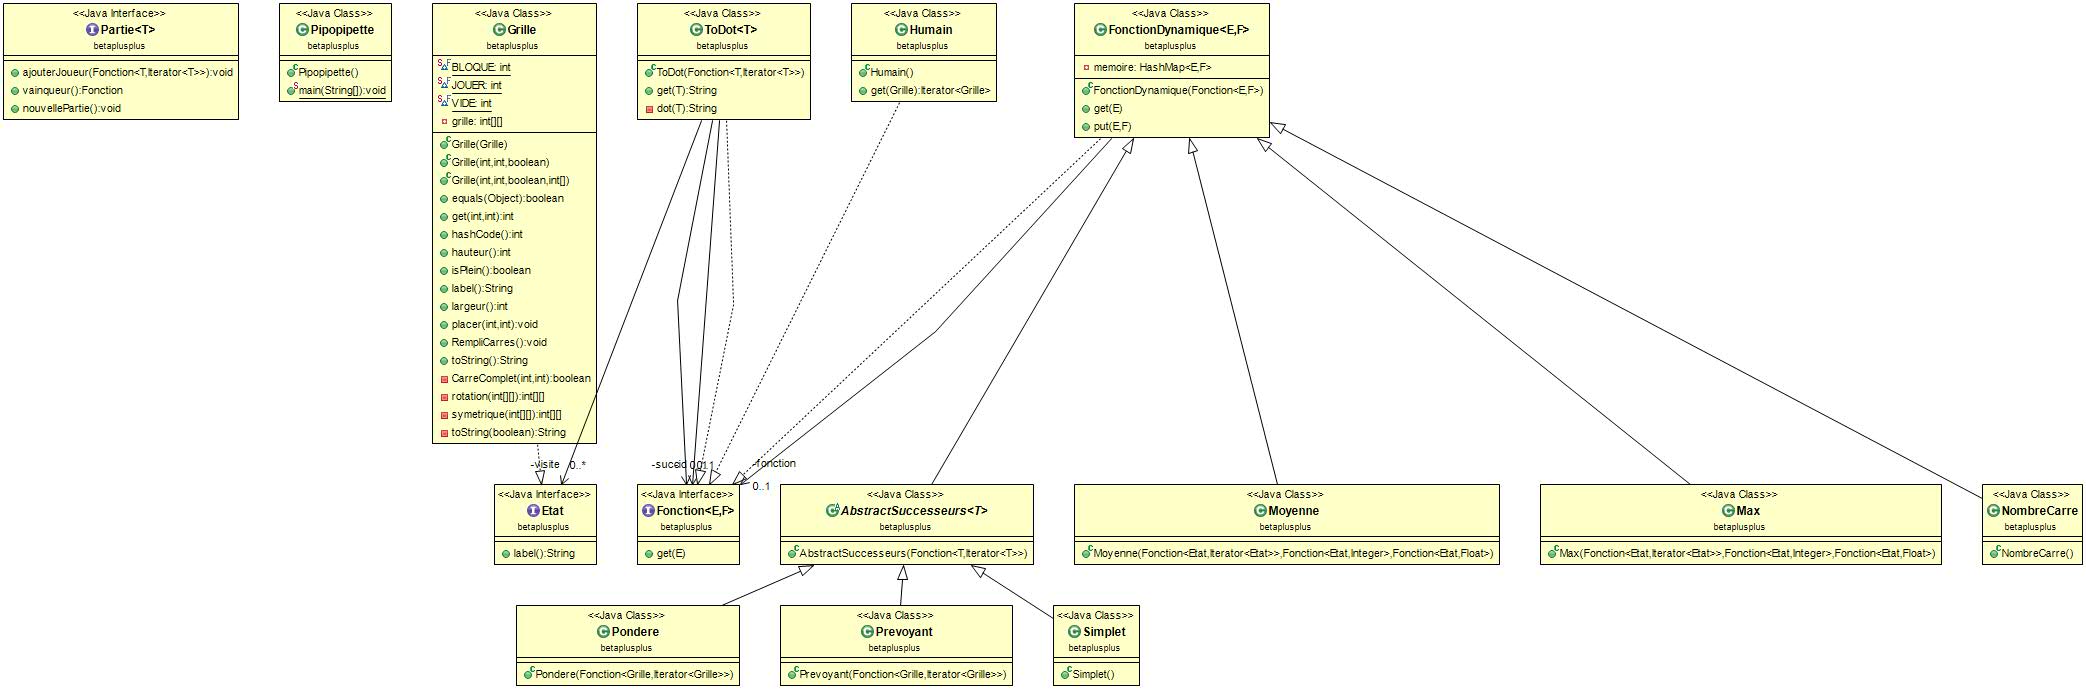 <<Java Interface>>
Partie<T>
betaplusplus
ajouterJoueur(Fonction<T,Iterator<T>>):void
vainqueur():Fonction
nouvellePartie():void
<<Java Class>>
Pipopipette
betaplusplus
Pipopipette()
main(String[]):void
<<Java Class>>
Grille
betaplusplus
BLOQUE: int
JOUER: int
VIDE: int
grille: int[][]
Grille(Grille)
Grille(int,int,boolean)
Grille(int,int,boolean,int[])
equals(Object):boolean
get(int,int):int
hashCode():int
hauteur():int
isPlein():boolean
label():String
largeur():int
placer(int,int):void
RempliCarres():void
toString():String
CarreComplet(int,int):boolean
rotation(int[][]):int[][]
symetrique(int[][]):int[][]
toString(boolean):String
<<Java Class>>
ToDot<T>
betaplusplus
ToDot(Fonction<T,Iterator<T>>)
get(T):String
dot(T):String
<<Java Class>>
Humain
betaplusplus
Humain()
get(Grille):Iterator<Grille>
<<Java Class>>
FonctionDynamique<E,F>
betaplusplus
memoire: HashMap<E,F>
FonctionDynamique(Fonction<E,F>)
get(E)
put(E,F)
-visite 0..*
-fonction
0..1
<<Java Interface>>
Etat
betaplusplus
label():String
<<Java Interface>>
Fonction<E,F>
betaplusplus
get(E)
<<Java Class>>
AbstractSuccesseurs<T>
betaplusplus
AbstractSuccesseurs(Fonction<T,Iterator<T>>)
<<Java Class>>
Moyenne
betaplusplus
Moyenne(Fonction<Etat,Iterator<Etat>>,Fonction<Etat,Integer>,Fonction<Etat,Float>)
<<Java Class>>
Max
betaplusplus
Max(Fonction<Etat,Iterator<Etat>>,Fonction<Etat,Integer>,Fonction<Etat,Float>)
<<Java Class>>
NombreCarre
betaplusplus
NombreCarre()
<<Java Class>>
Pondere
betaplusplus
Pondere(Fonction<Grille,Iterator<Grille>>)
<<Java Class>>
Prevoyant
betaplusplus
Prevoyant(Fonction<Grille,Iterator<Grille>>)
<<Java Class>>
Simplet
betaplusplus
Simplet()